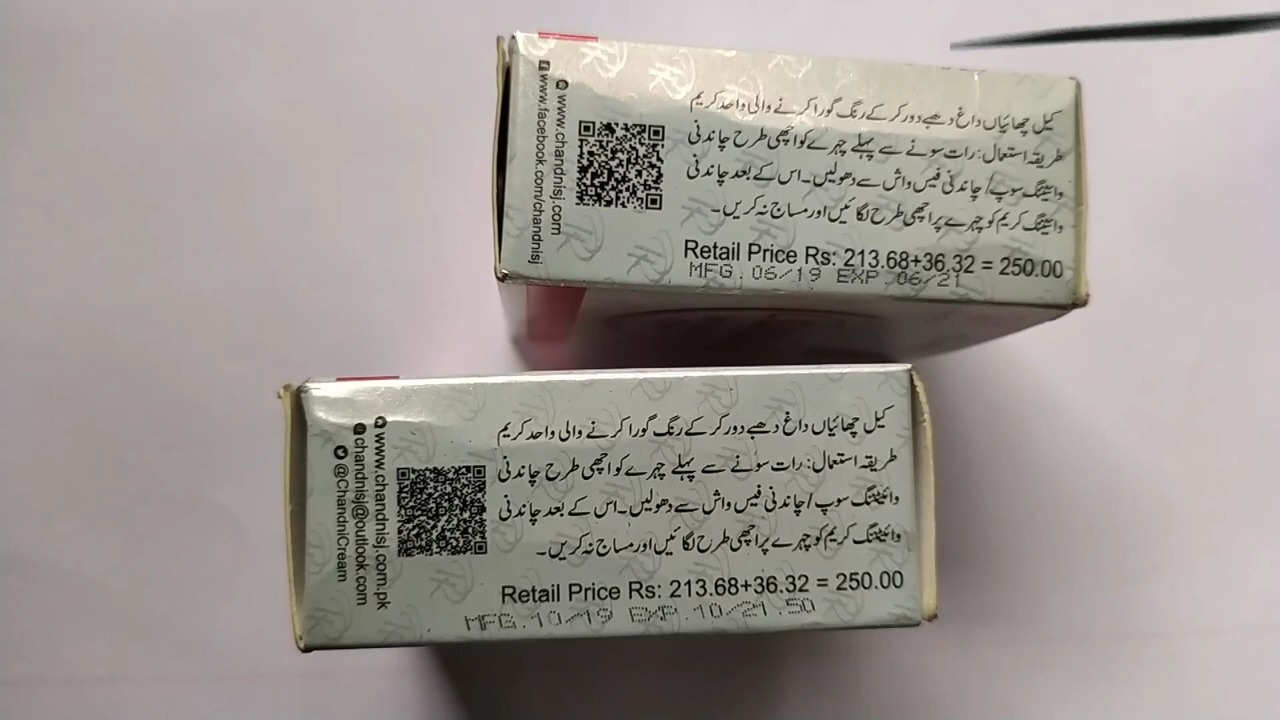 کیل چھائیاں داغ دھبے دور کر کے رنگ گورا کرنے والی واحد کریم
طریقہ استعمال: رات سونے سے پہلے چہرے کو اچھی طرح چاندنی
وائیٹنگ سوپ/ چاندنی فیس واش سے دھولیں۔ اس کے بعد چاندنی
وائیٹنگ کریم کو چہرے پر اچھی طرح لگائیں اور مساج نہ کریں۔
Retail Price Rs: 213.68+36.32 = 250.00
MFG. 06/19 EXP. 06/21
www.chandnisj.com
www.facebook.com/chandnisj
کیل چھائیاں داغ دھبے دور کر کے رنگ گورا کرنے والی واحد کریم
طریقہ استعمال: رات سونے سے پہلے چہرے کو اچھی طرح چاندنی
وائیٹنگ سوپ / چاندنی فیس واش سے دھولیں۔ اس کے بعد چاندنی
وائیٹنگ کریم کو چہرے پر اچھی طرح لگائیں اور مساج نہ کریں۔
Retail Price Rs: 213.68+36.32 = 250.00
MFG.10/19 EXP.10/21.50
www.chandnisj.com.pk
chandnisj@outlook.com
@ChandniCream